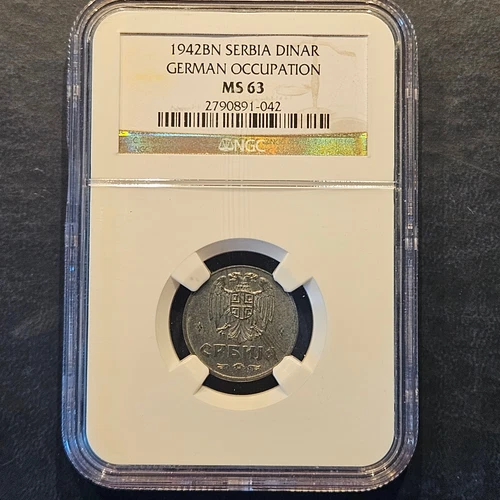 1942BN SERBIA DINAR
GERMAN OCCUPATION
MS 63
2790891-042
NGC
СРБИЈА